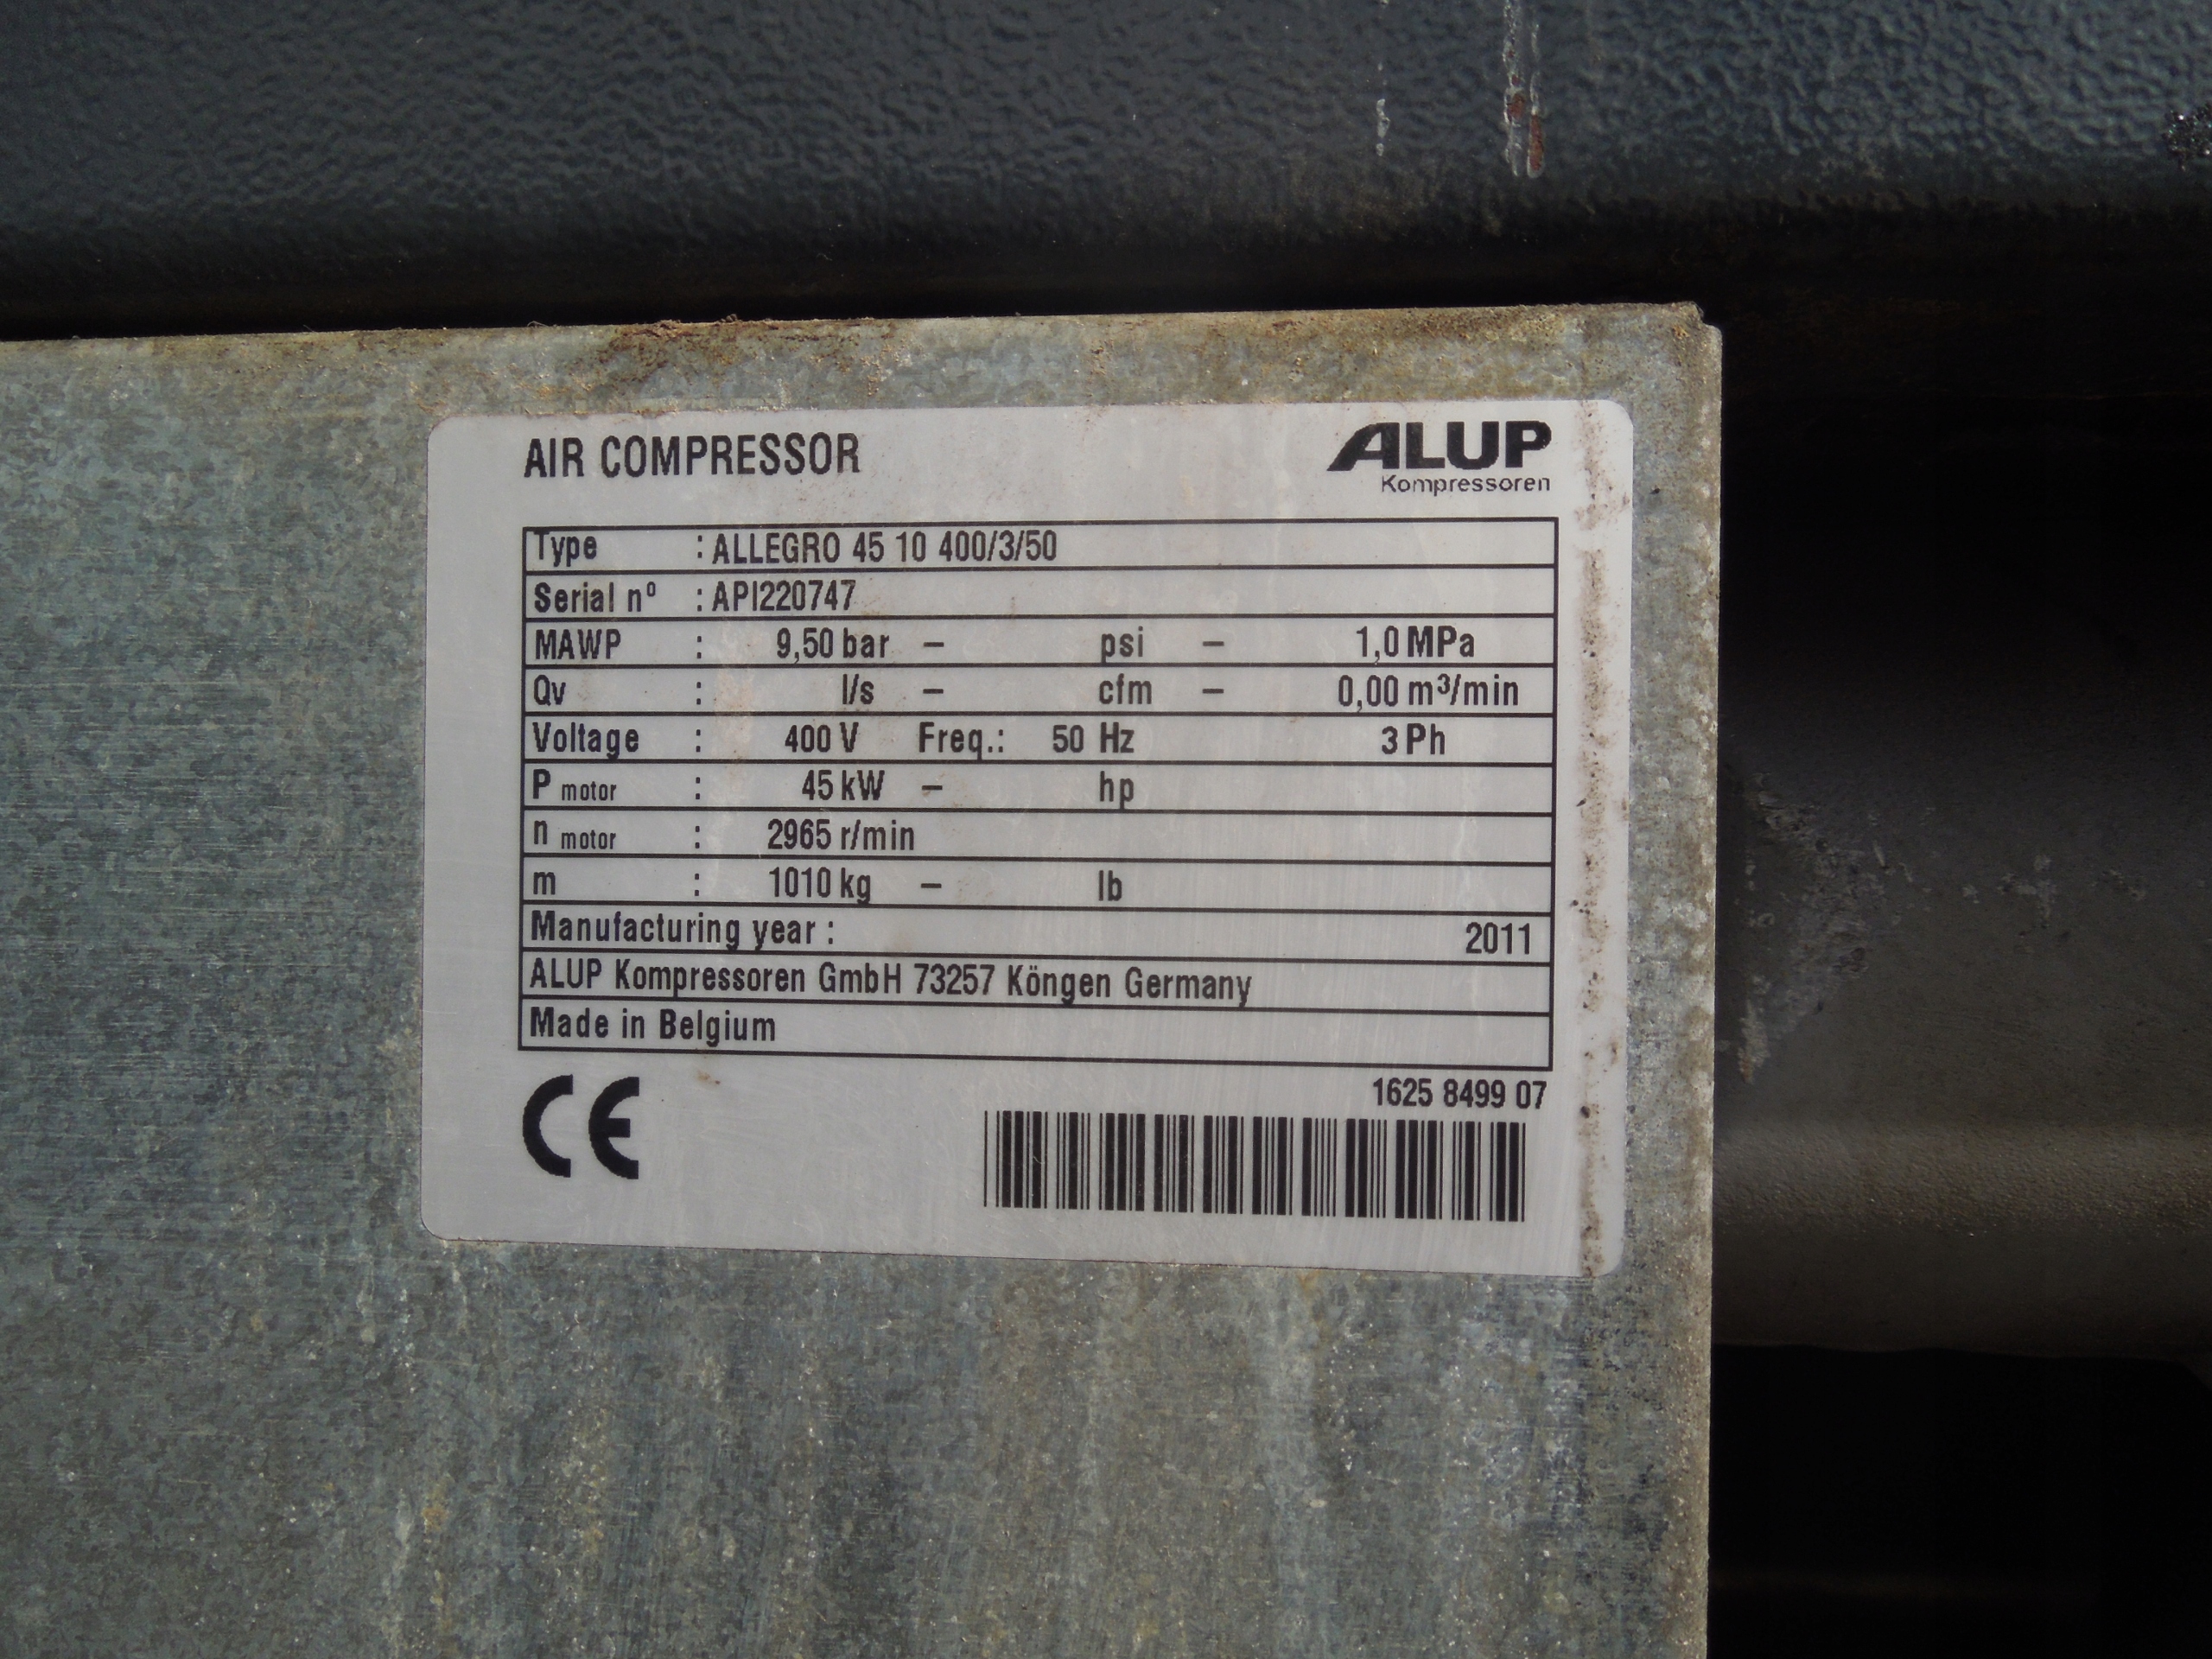 AIR COMPRESSOR
ALUP
Kompressoren
Type : ALLEGRO 45 10 400/3/50
Serial nº : API220747
MAWP : 9,50 bar – psi – 1,0 MPa
Qv : l/s – cfm – 0,00 m³/min
Voltage : 400 V Freq.: 50 Hz 3 Ph
P motor : 45 kW – hp
n motor : 2965 r/min
m : 1010 kg – lb
Manufacturing year : 2011
ALUP Kompressoren GmbH 73257 Köngen Germany
Made in Belgium
CE
1625 8499 07